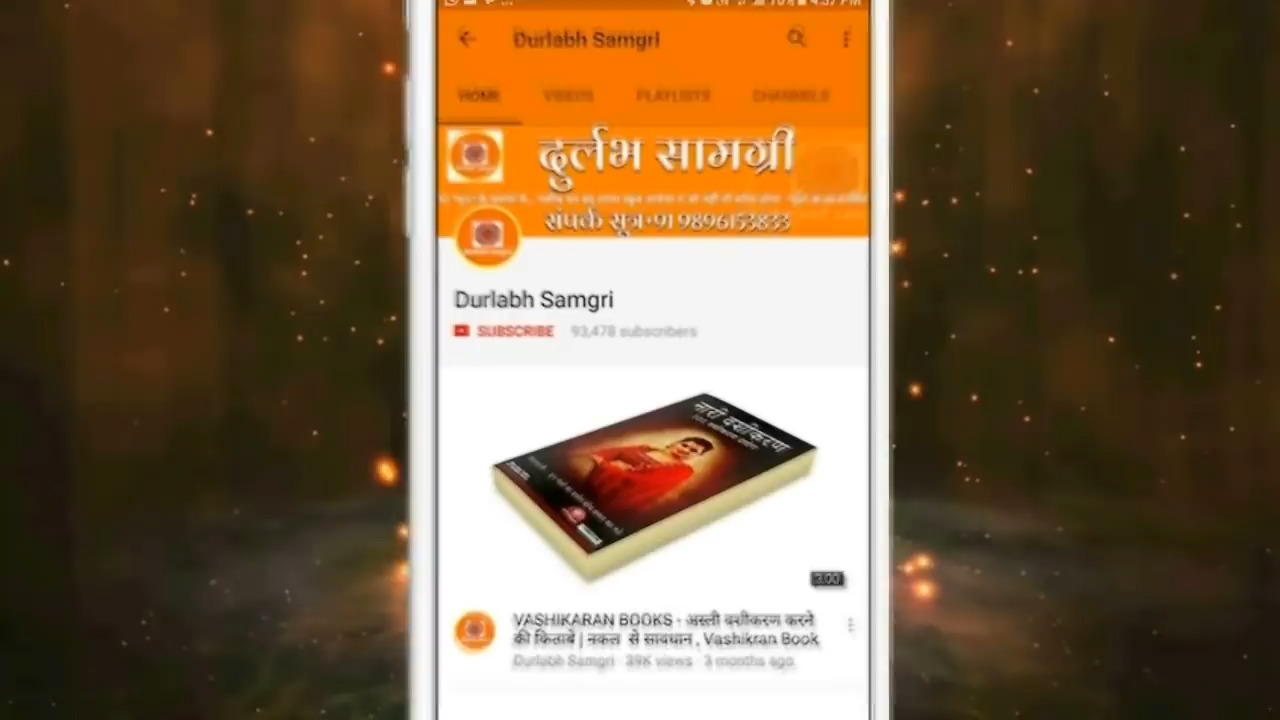 Durlabh Samgri
HOME VIDEOS PLAYLISTS CHANNELS
दुर्लभ सामग्री
संपर्क सूत्र+91 9896153833
Durlabh Samgri
SUBSCRIBE 93,478 subscribers
नारी वशीकरण
3:00
VASHIKARAN BOOKS - असली वशीकरण करने
की किताबें | नकल से सावधान , Vashikran Book
Durlabh Samgri 39K views 3 months ago